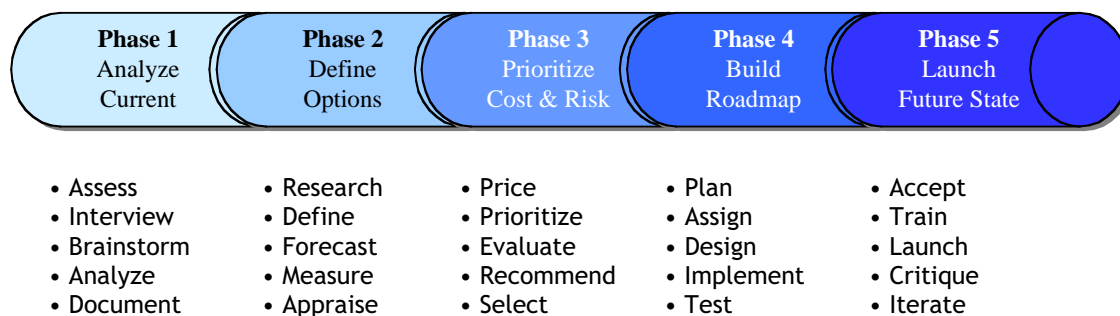 Phase 1
Analyze
Current
Phase 2
Define
Options
Phase 3
Prioritize
Cost & Risk
Phase 4
Build
Roadmap
Phase 5
Launch
Future State
• Assess
• Interview
• Brainstorm
• Analyze
• Document
• Research
• Define
• Forecast
• Measure
• Appraise
• Price
• Prioritize
• Evaluate
• Recommend
• Select
• Plan
• Assign
• Design
• Implement
• Test
• Accept
• Train
• Launch
• Critique
• Iterate